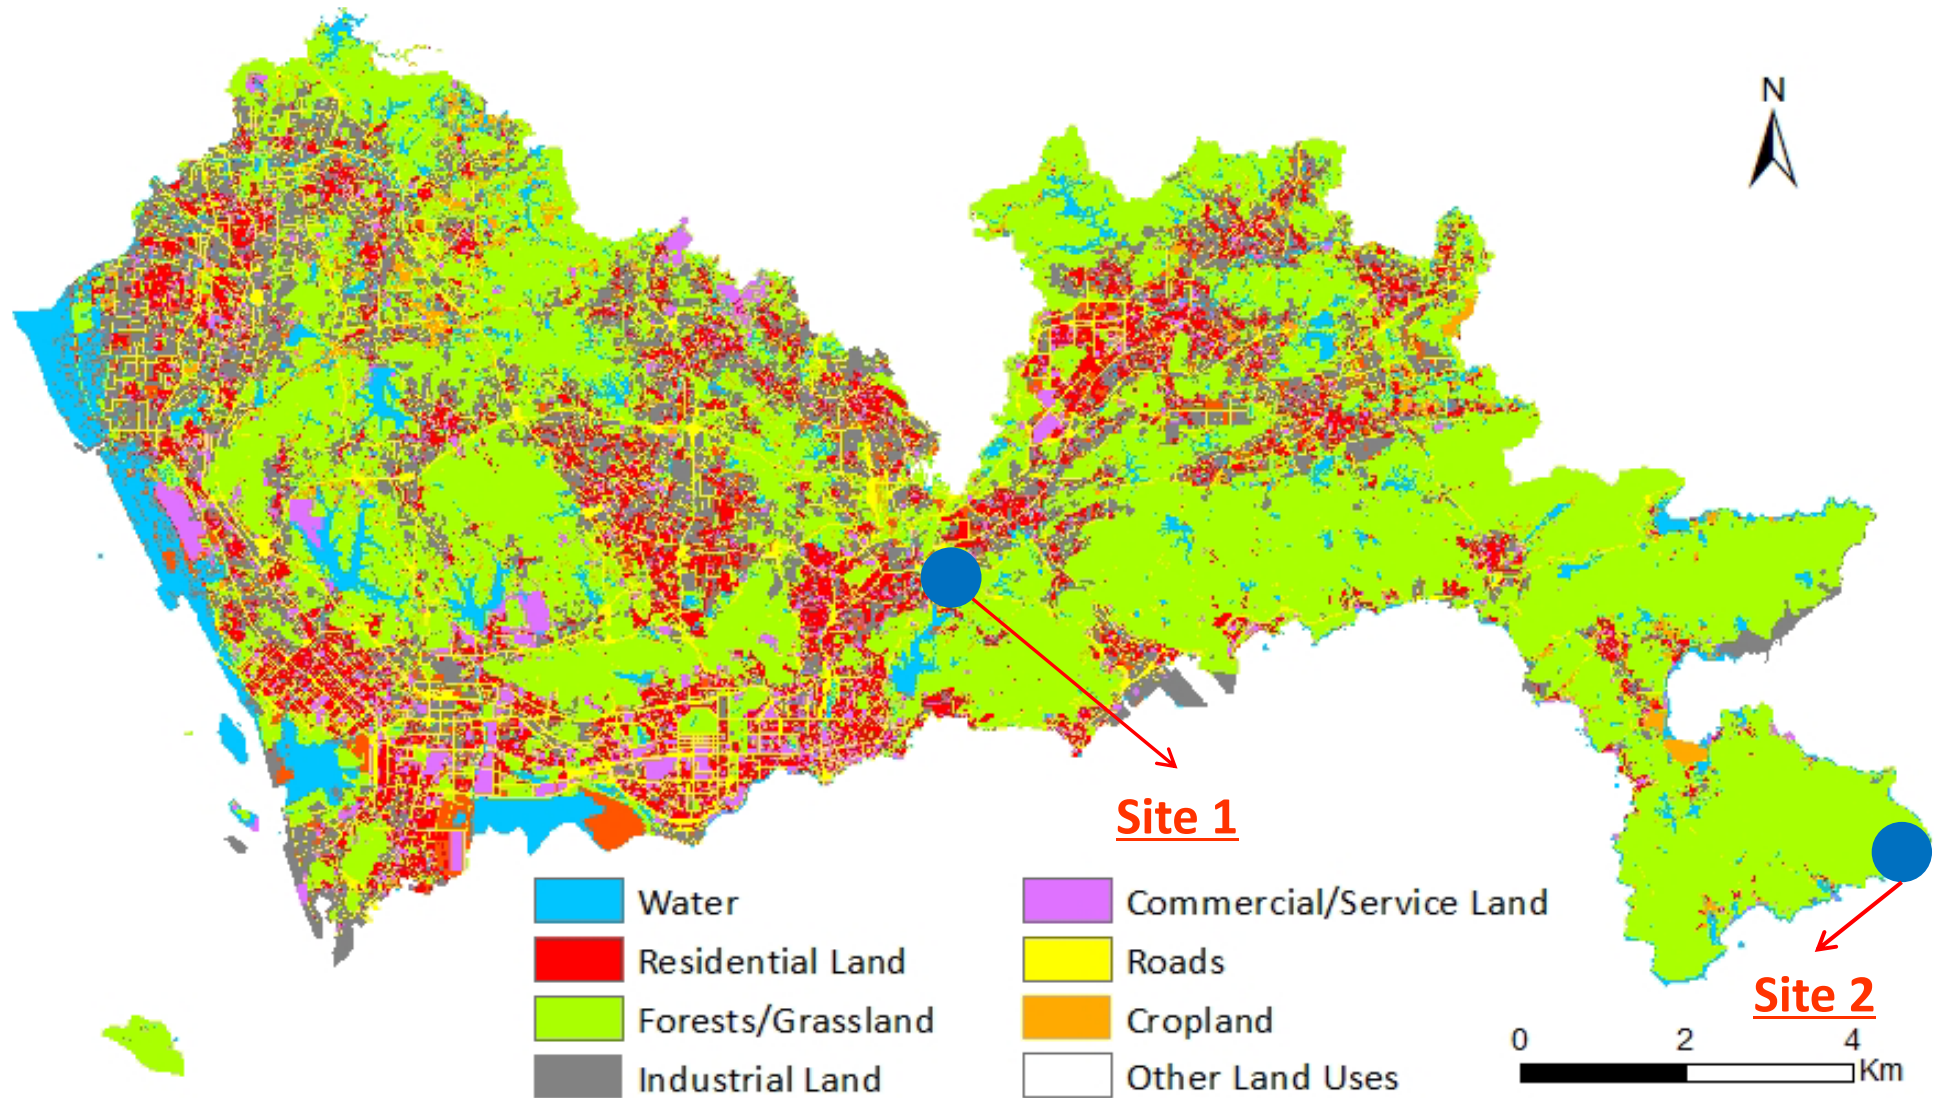 N
Site 1
Water
Commercial/Service Land
Residential Land
Roads
Site 2
Forests/Grassland
Cropland
0 2 4
Km
Industrial Land
Other Land Uses